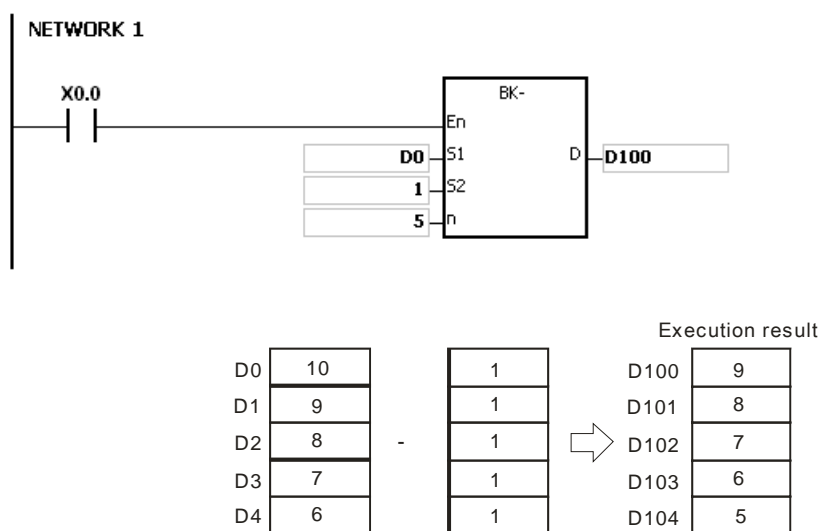 NETWORK 1
X0.0
BK-
En
D0 S1 D D100
1 S2
5 n
Execution result
D0 10 1 D100 9
D1 9 1 D101 8
D2 8 - 1 D102 7
D3 7 1 D103 6
D4 6 1 D104 5